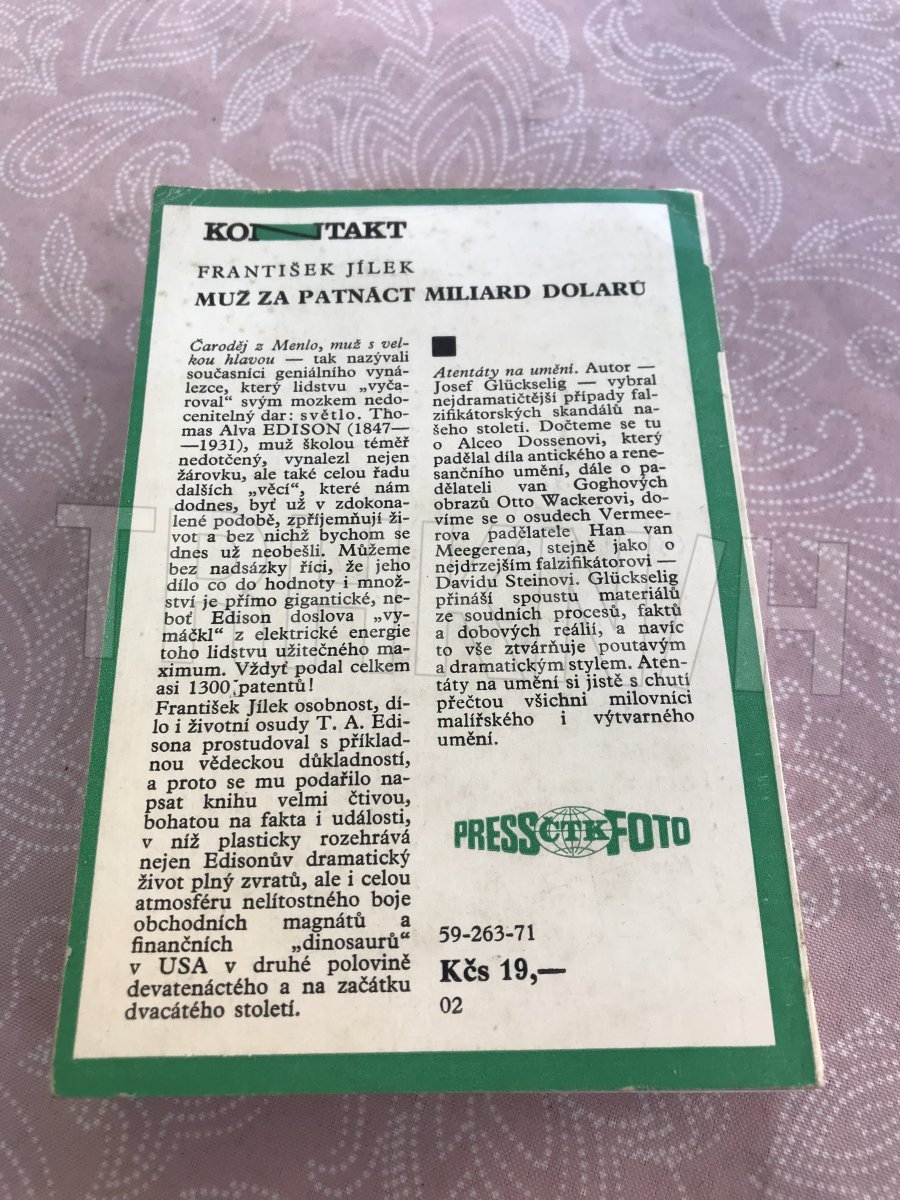 KONTAKT
FRANTIŠEK JÍLEK
MUŽ ZA PATNÁCT MILIARD DOLARŮ
Čaroděj z Menlo, muž s vel-
kou hlavou — tak nazývali
současníci geniálního vyná-
lezce, který lidstvu „vyča-
roval“ svým mozkem nedo-
cenitelný dar: světlo. Tho-
mas Alva EDISON (1847—
—1931), muž školou téměř
nedotčený, vynalezl nejen
žárovku, ale také celou řadu
dalších „věcí“, které nám
dodnes, byť už v zdokona-
lené podobě, zpříjemňují ži-
vot a bez nichž bychom se
dnes už neobešli. Můžeme
bez nadsázky říci, že jeho
dílo co do hodnoty i množ-
ství je přímo gigantické, ne-
boť Edison doslova „vy-
máčkl“ z elektrické energie
toho lidstvu užitečného ma-
ximum. Vždyť podal celkem
asi 1300 patentů!
František Jílek osobnost, dí-
lo i životní osudy T. A. Edi-
sona prostudoval s příklad-
nou vědeckou důkladností,
a proto se mu podařilo na-
psat knihu velmi čtivou,
bohatou na fakta i události,
v níž plasticky rozehrává
nejen Edisonův dramatický
život plný zvratů, ale i celou
atmosféru nelítostného boje
obchodních magnátů a
finančních „dinosaurů“
v USA v druhé polovině
devatenáctého a na začátku
dvacátého století.
Atentáty na umění. Autor —
Josef Glückselig — vybral
nejdramatičtější případy fal-
zifikátorských skandálů na-
šeho století. Dočteme se tu
o Alceo Dossenovi, který
padělal díla antického a rene-
sančního umění, dále o pa-
dělateli van Goghových
obrazů Otto Wackerovi, do-
víme se o osudech Vermee-
rova padělatele Han van
Meegerena, stejně jako o
nejdrzejším falzifikátorovi —
Davidu Steinovi. Glückselig
přináší spoustu materiálů
ze soudních procesů, faktů
a dobových reálií, a navíc
to vše ztvárňuje poutavým
a dramatickým stylem. Aten-
táty na umění si jistě s chutí
přečtou všichni milovníci
malířského i výtvarného
umění.
PRESS ČTK FOTO
59-263-71
Kčs 19,—
02